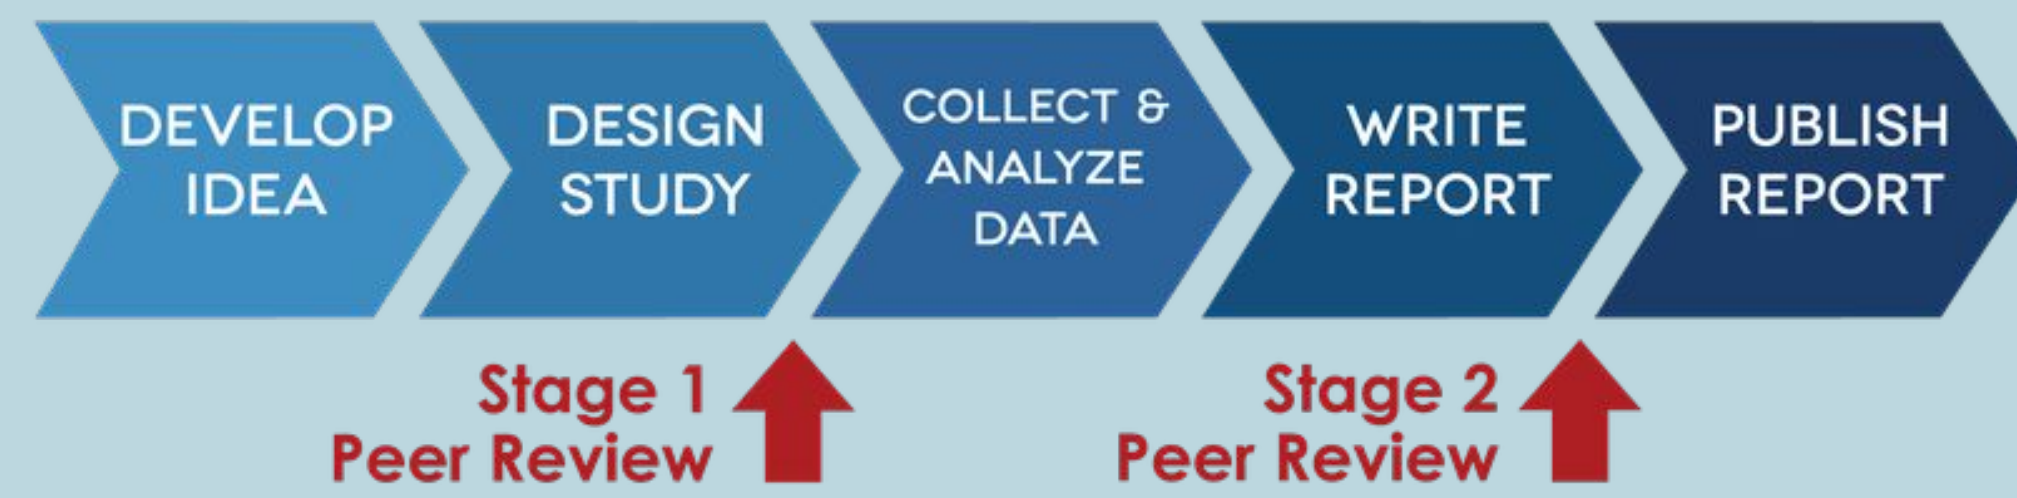 DEVELOP
IDEA
DESIGN
STUDY
COLLECT &
ANALYZE
DATA
WRITE
REPORT
PUBLISH
REPORT
Stage 1
Peer Review
Stage 2
Peer Review